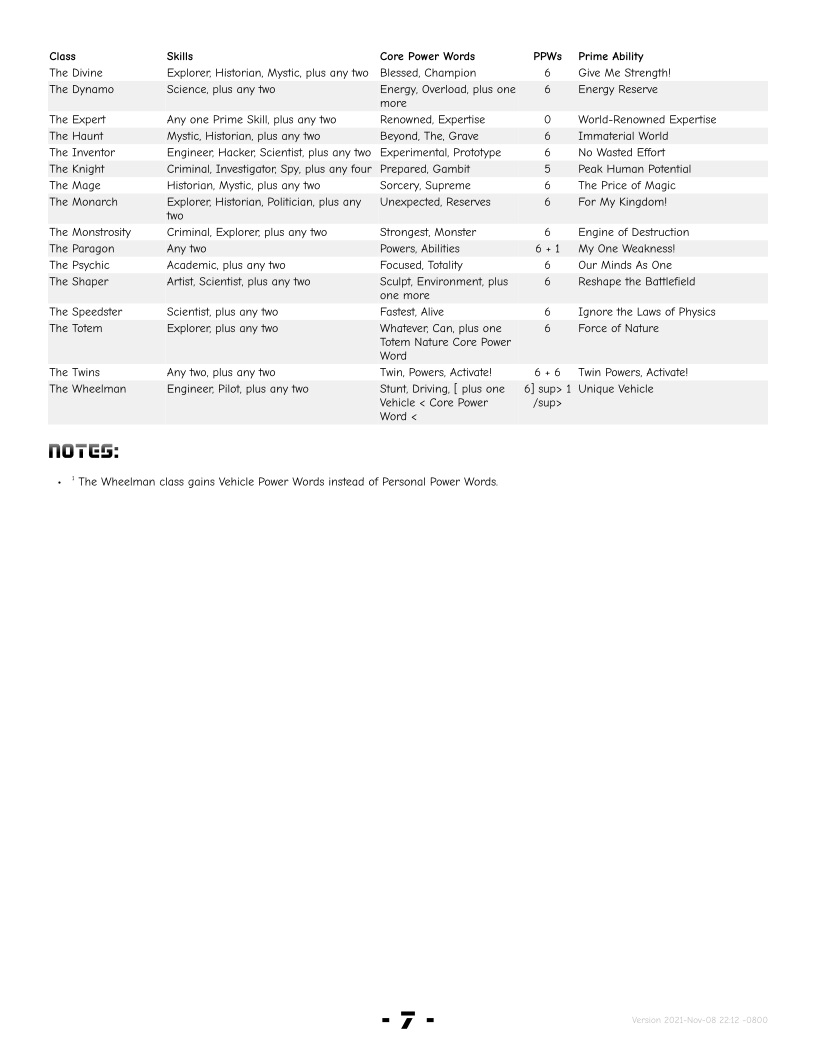 Class Skills Core Power Words PPWs Prime Ability
The Divine Explorer, Historian, Mystic, plus any two Blessed, Champion 6 Give Me Strength!
The Dynamo Science, plus any two Energy, Overload, plus one 6 Energy Reserve
more
The Expert Any one Prime Skill, plus any two Renowned, Expertise 0 World-Renowned Expertise
The Haunt Mystic, Historian, plus any two Beyond, The, Grave 6 Immaterial World
The Inventor Engineer, Hacker, Scientist, plus any two Experimental, Prototype 6 No Wasted Effort
The Knight Criminal, Investigator, Spy, plus any four Prepared, Gambit 5 Peak Human Potential
The Mage Historian, Mystic, plus any two Sorcery, Supreme 6 The Price of Magic
The Monarch Explorer, Historian, Politician, plus any Unexpected, Reserves 6 For My Kingdom!
two
The Monstrosity Criminal, Explorer, plus any two Strongest, Monster 6 Engine of Destruction
The Paragon Any two Powers, Abilities 6 + 1 My One Weakness!
The Psychic Academic, plus any two Focused, Totality 6 Our Minds As One
The Shaper Artist, Scientist, plus any two Sculpt, Environment, plus 6 Reshape the Battlefield
one more
The Speedster Scientist, plus any two Fastest, Alive 6 Ignore the Laws of Physics
The Totem Explorer, plus any two Whatever, Can, plus one 6 Force of Nature
Totem Nature Core Power
Word
The Twins Any two, plus any two Twin, Powers, Activate! 6 + 6 Twin Powers, Activate!
The Wheelman Engineer, Pilot, plus any two Stunt, Driving, [ plus one 6] sup> 1 Unique Vehicle
Vehicle < Core Power /sup>
Word <
NOTES:
• 1 The Wheelman class gains Vehicle Power Words instead of Personal Power Words.
- 7 -
Version 2021-Nov-08 22:12 -0800